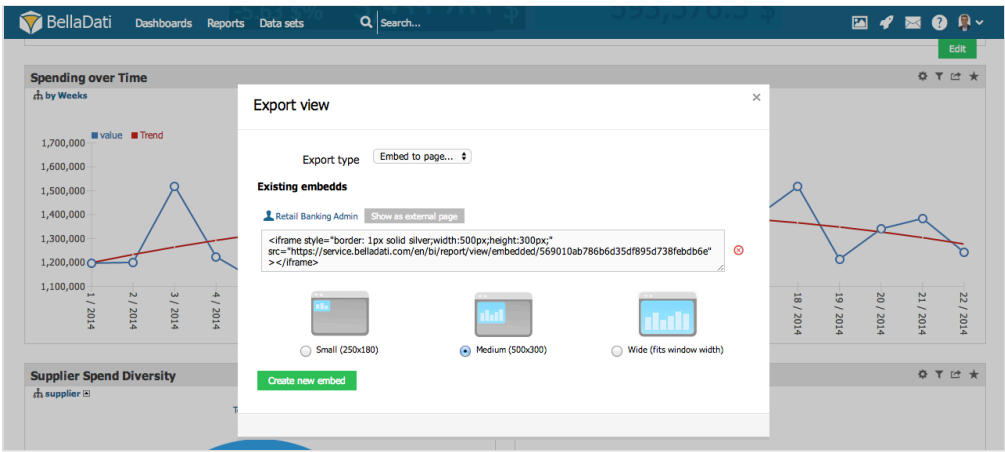 BellaDati Dashboards Reports Data sets Search...
Edit
Spending over Time
by Weeks
value Trend
1,700,000
1,600,000
1,500,000
1,400,000
1,300,000
1,200,000
1,100,000
1 / 2014
2 / 2014
3 / 2014
4 / 2014
18 / 2014
19 / 2014
20 / 2014
21 / 2014
22 / 2014
Export view
Export type Embed to page...
Existing embedds
Retail Banking Admin Show as external page
<iframe style="border: 1px solid silver;width:500px;height:300px;"
src="https://service.belladati.com/en/bi/report/view/embedded/569010ab786b6d35df895d738febdb6e"
></iframe>
Small (250x180) Medium (500x300) Wide (fits window width)
Create new embed
Supplier Spend Diversity
supplier